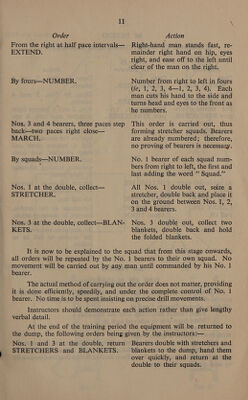 11
Order Action
From the right at half pace intervals— Right-hand man stands fast, re-
EXTEND. mainder right hand on hip, eyes
right, and ease off to the left until
clear of the man on the right.
By fours—NUMBER. Number from right to left in fours
(ie, 1, 2, 3, 4—1, 2, 3, 4). Each
man cuts his hand to the side and
turns head and eyes to the front as
he numbers.
Nos. 3 and 4 bearers, three paces step This order is carried out, thus
back—two paces right close— forming stretcher squads. Bearers
MARCH. are already numbered; therefore,
no proving of bearers is necessary.
By squads—NUMBER. No. 1 bearer of each squad num-
bers from right to left, the first and
last adding the word "Squad."
Nos. 1 at the double, collect— All Nos. 1 double out, seize a
STRETCHER. stretcher, double back and place it
on the ground between Nos. 1, 2,
3 and 4 bearers.
Nos. 3 at the double, collect—BLAN- Nos. 3 double out, collect two
KETS. blankets, double back and hold
the folded blankets.
It is now to be explained to the squad that from this stage onwards,
all orders will be repeated by the No. 1 bearers to their own squad. No
movement will be carried out by any man until commanded by his No. 1
bearer.
The actual method of carrying out the order does not matter, providing
it is done efficiently, speedily, and under the complete control of No. 1
bearer. No time is to be spent insisting on precise drill movements.
Instructors should demonstrate each action rather than give lengthy
verbal detail.
At the end of the training period the equipment will be returned to
the dump, the following orders being given by the instructors:—
Nos. 1 and 3 at the double, return Bearers double with stretchers and
STRETCHERS and BLANKETS. blankets to the dump, hand them
over quickly, and return at the
double to their squads.